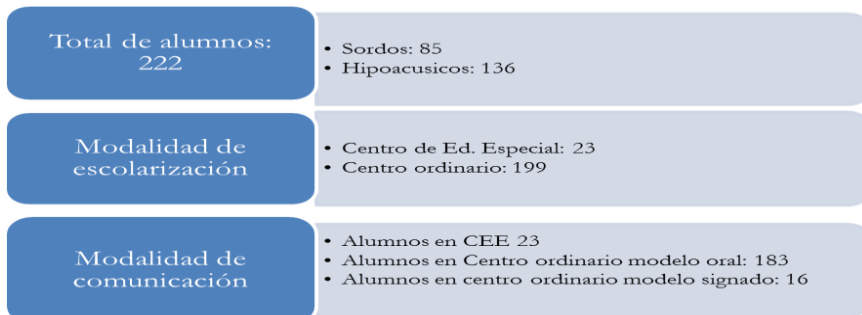 Total de alumnos:
222
• Sordos: 85
• Hipoacusicos: 136
Modalidad de
escolarización
• Centro de Ed. Especial: 23
• Centro ordinario: 199
Modalidad de
comunicación
• Alumnos en CEE 23
• Alumnos en Centro ordinario modelo oral: 183
• Alumnos en centro ordinario modelo signado: 16